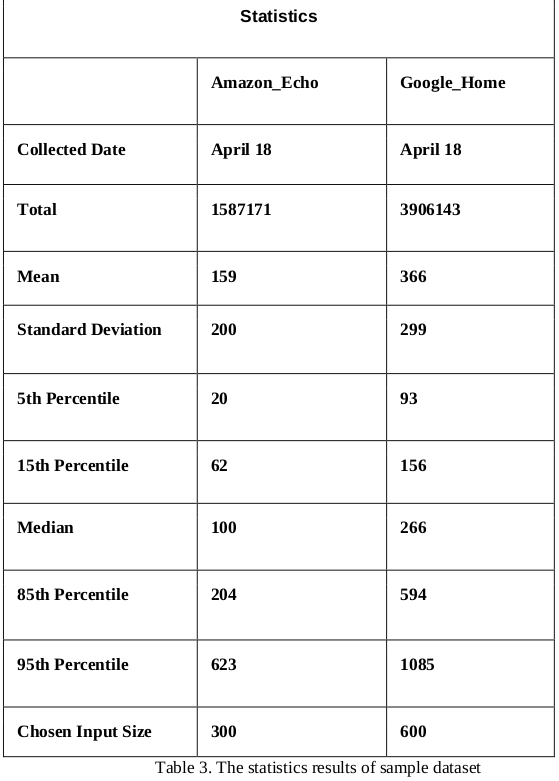 Statistics
Amazon_Echo Google_Home
Collected Date April 18 April 18
Total 1587171 3906143
Mean 159 366
Standard Deviation 200 299
5th Percentile 20 93
15th Percentile 62 156
Median 100 266
85th Percentile 204 594
95th Percentile 623 1085
Chosen Input Size 300 600
Table 3. The statistics results of sample dataset